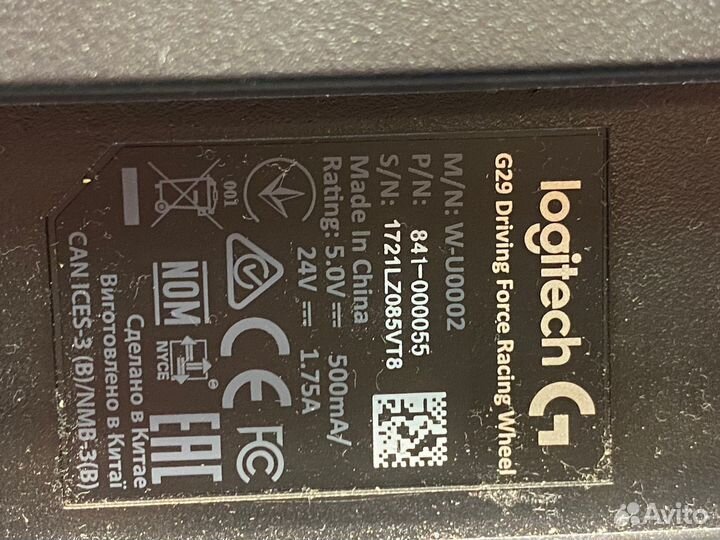 logitech G
G29 Driving Force Racing Wheel
M/N: W-U0002
P/N: 841-000055
S/N: 1721LZ085VT8
Made In China
Rating: 5.0V⎓ 500mA/
24V⎓ 1.75A
001
NOM
NYCE
CE FC
EAC
Сделано в Китае
Виготовлено в Китаї
CAN ICES-3 (B)/NMB-3(B)
Avito